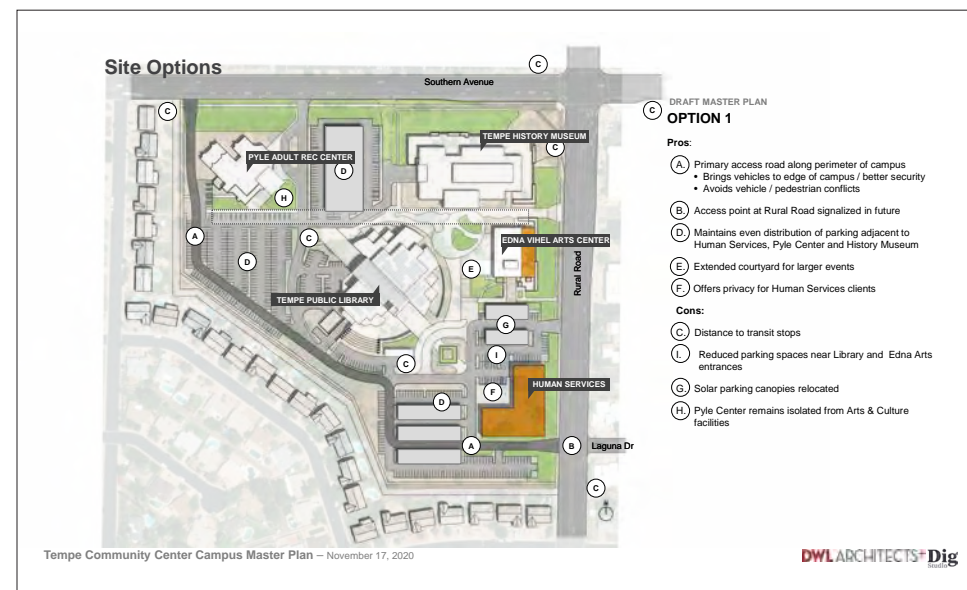 Site Options
Southern Avenue
C
C
C
TEMPE HISTORY MUSEUM
C
PYLE ADULT REC CENTER
D
H
A
C
EDNA VIHEL ARTS CENTER
Rural Road
D
E
TEMPE PUBLIC LIBRARY
G
C
I
HUMAN SERVICES
F
D
A
B
Laguna Dr
C
DRAFT MASTER PLAN
OPTION 1
Pros:
A. Primary access road along perimeter of campus
• Brings vehicles to edge of campus / better security
• Avoids vehicle / pedestrian conflicts
B. Access point at Rural Road signalized in future
D. Maintains even distribution of parking adjacent to
Human Services, Pyle Center and History Museum
E. Extended courtyard for larger events
F. Offers privacy for Human Services clients
Cons:
C. Distance to transit stops
I. Reduced parking spaces near Library and Edna Arts
entrances
G. Solar parking canopies relocated
H. Pyle Center remains isolated from Arts & Culture
facilities
Tempe Community Center Campus Master Plan – November 17, 2020
DWL ARCHITECTS+ Dig
Studio